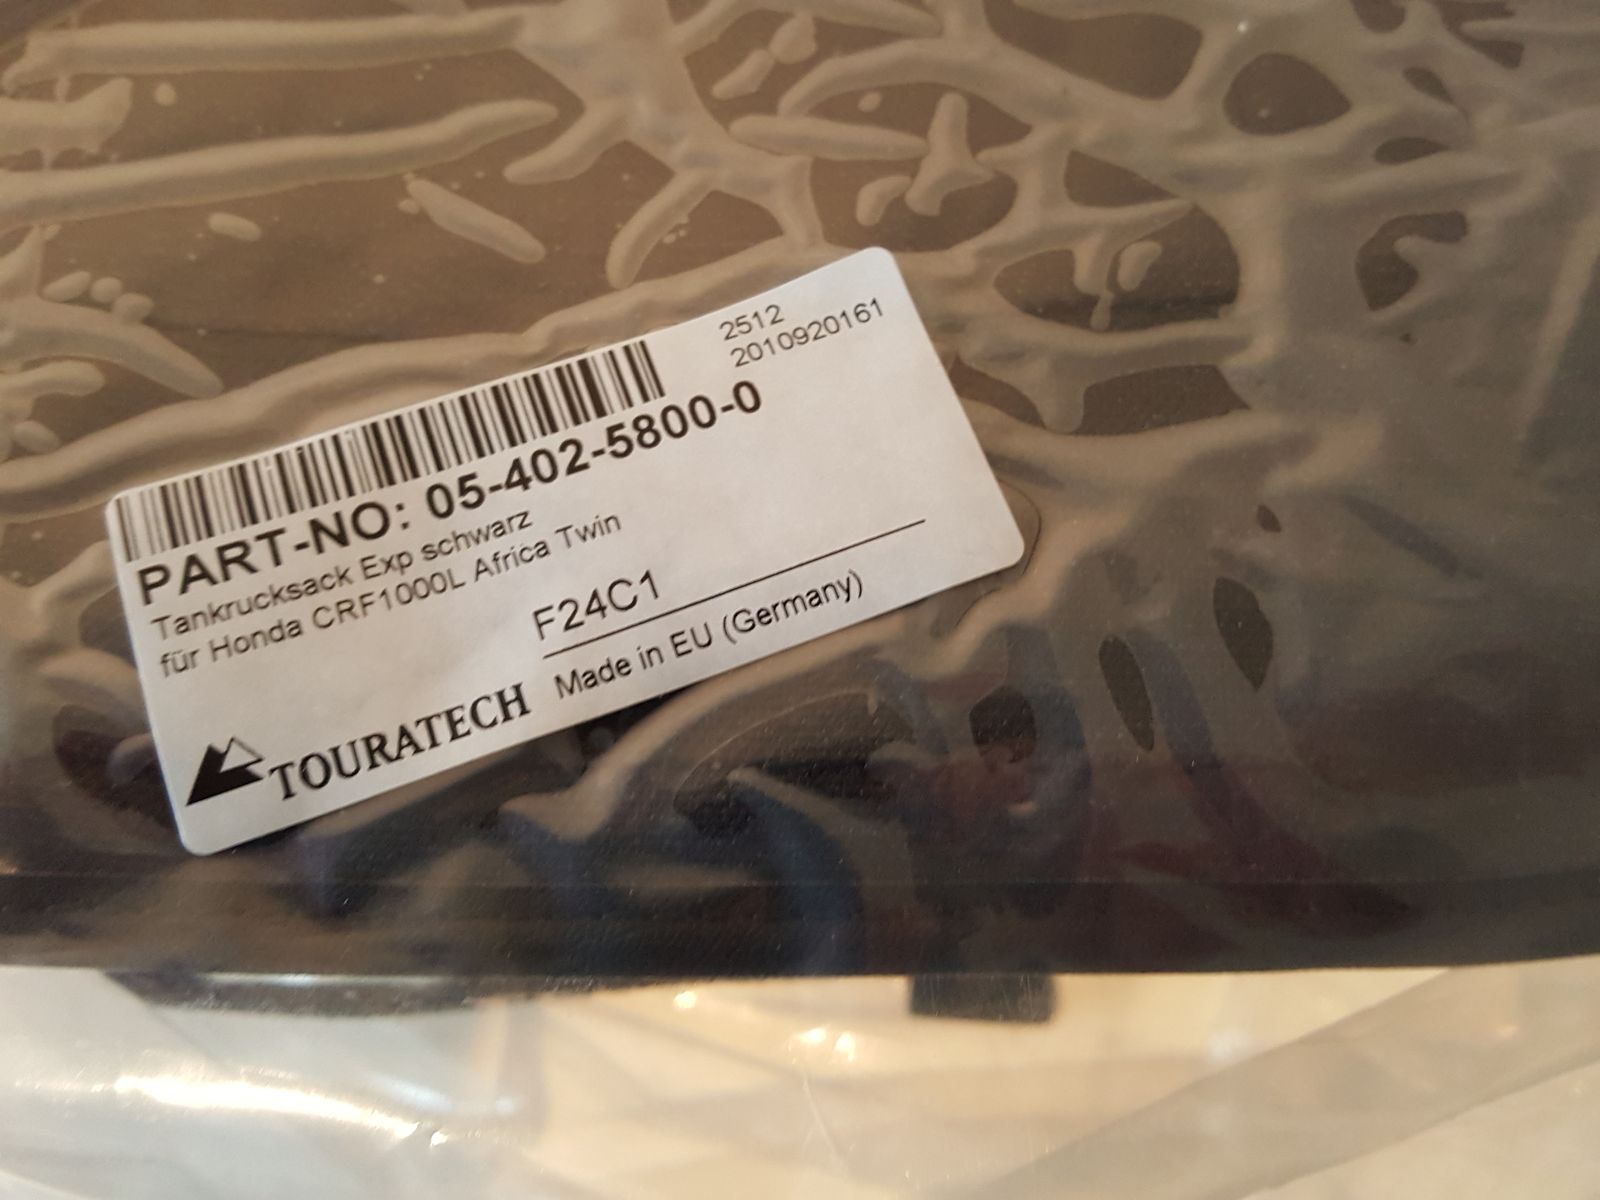 2512
2010920161
PART-NO: 05-402-5800-0
Tankrucksack Exp schwarz
für Honda CRF1000L Africa Twin
F24C1
Made in EU (Germany)
TOURATECH